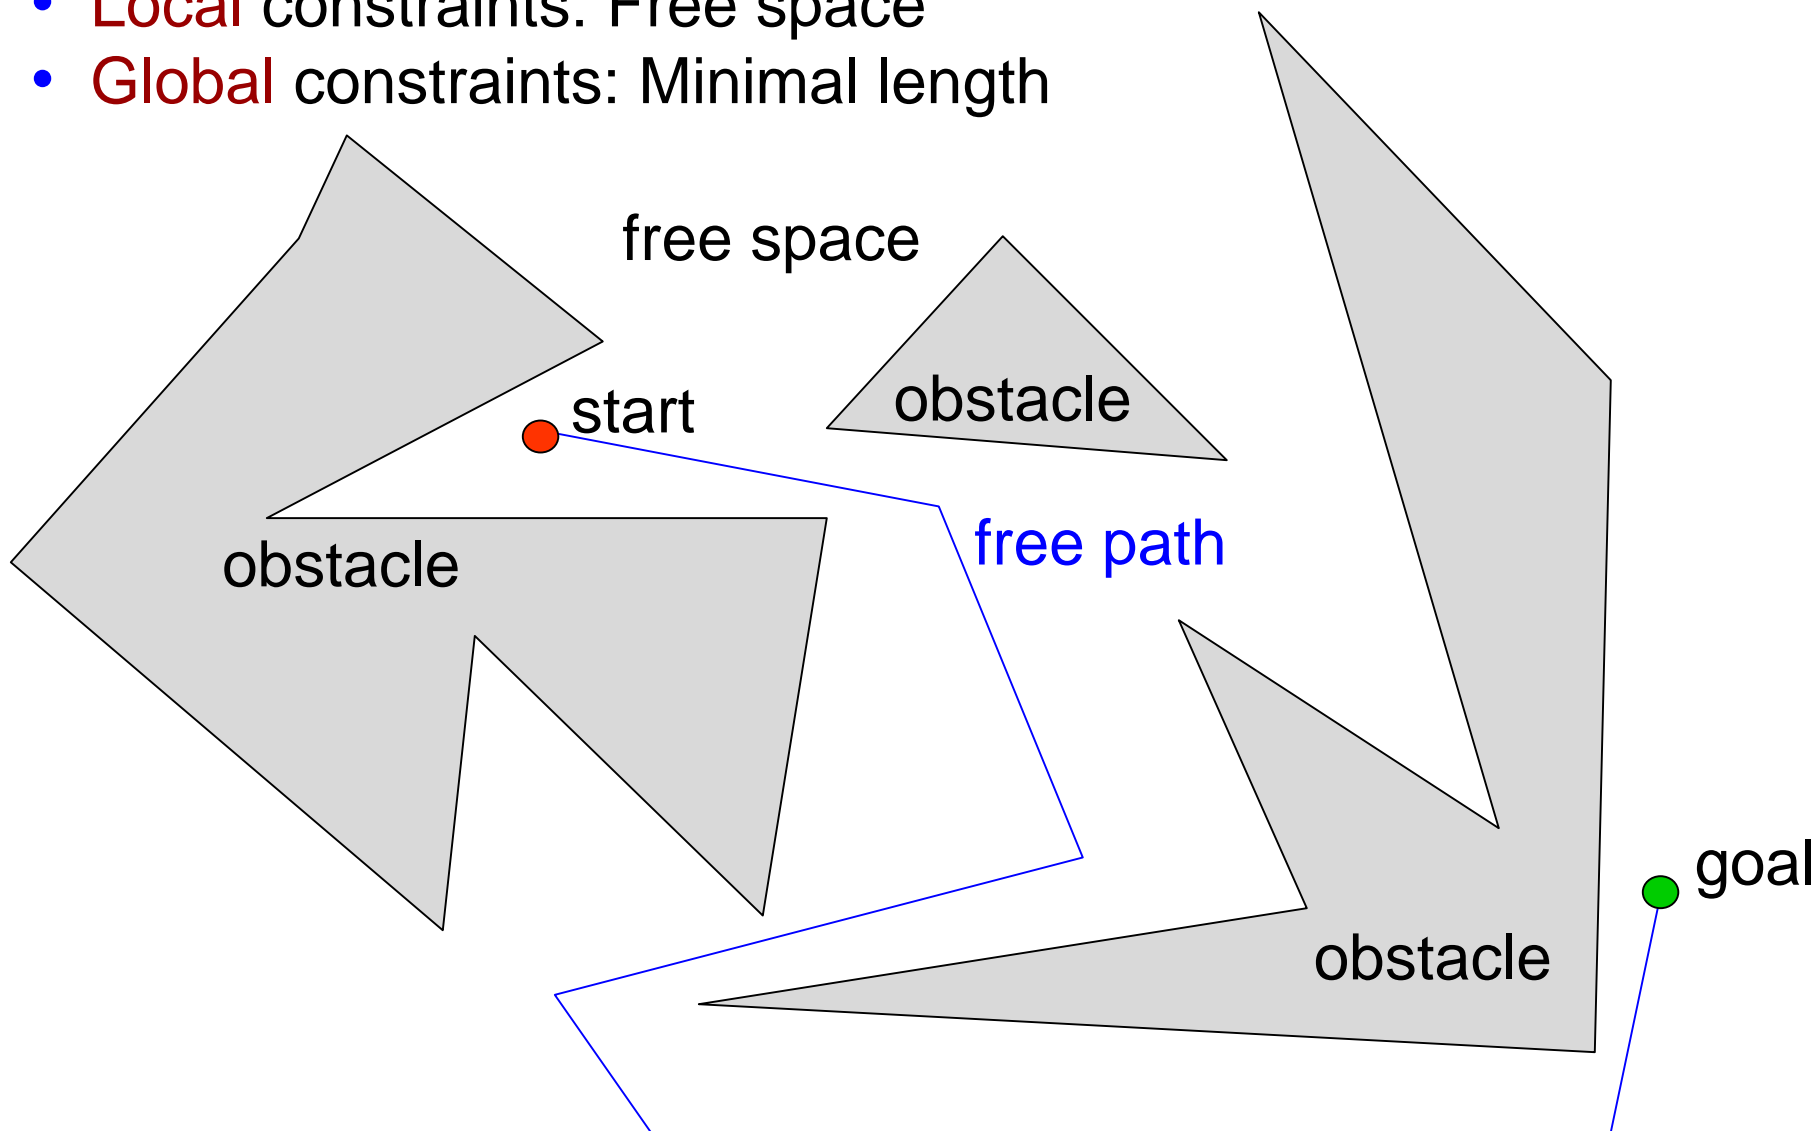 • Local constraints: Free space
• Global constraints: Minimal length
free space
obstacle
start
free path
obstacle
goal
obstacle